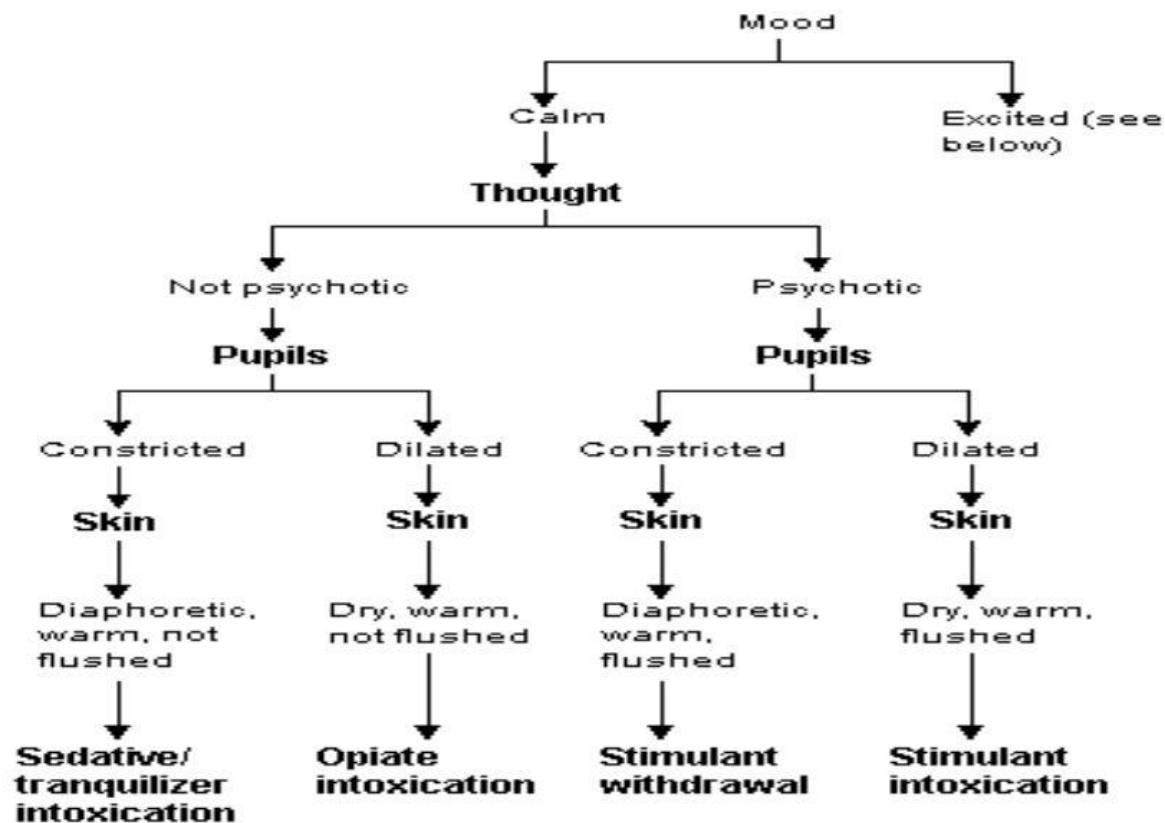 Mood
Calm
Excited (see
below)
Thought
Not psychotic
Psychotic
Pupils
Pupils
Constricted
Dilated
Constricted
Dilated
Skin
Skin
Skin
Skin
Diaphoretic,
warm, not
flushed
Dry, warm,
not flushed
Diaphoretic,
warm,
flushed
Dry, warm,
flushed
Sedative/
tranquilizer
intoxication
Opiate
intoxication
Stimulant
withdrawal
Stimulant
intoxication